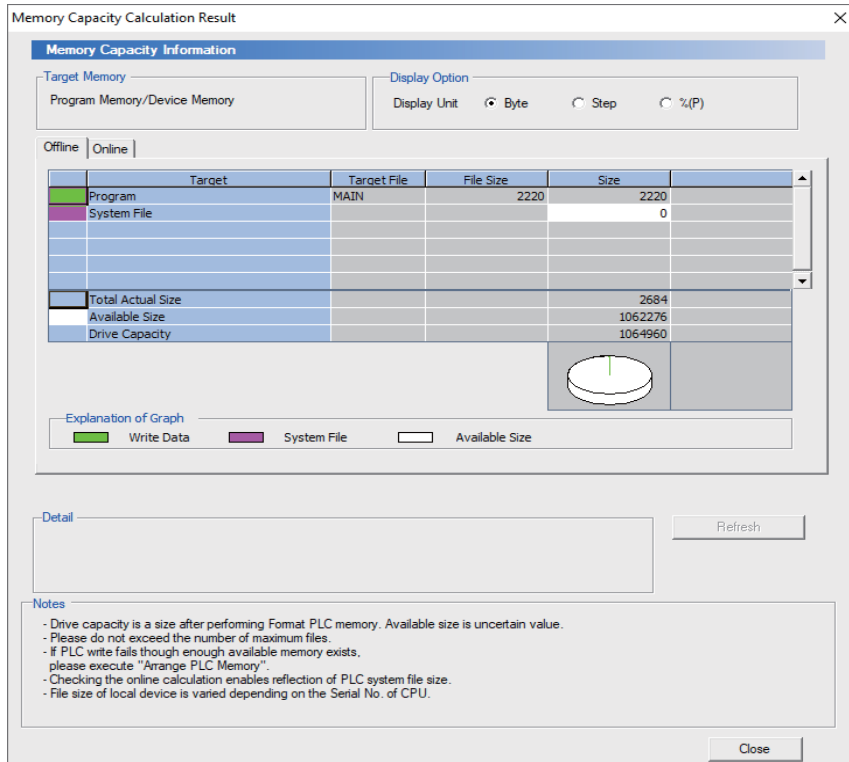 Memory Capacity Calculation Result
Memory Capacity Information
Target Memory
Program Memory/Device Memory
Display Option
Display Unit Byte Step %(P)
Offline Online
Target Target File File Size Size
Program MAIN 2220 2220
System File 0
Total Actual Size 2684
Available Size 1062276
Drive Capacity 1064960
Explanation of Graph
Write Data System File Available Size
Detail
Refresh
Notes
- Drive capacity is a size after performing Format PLC memory. Available size is uncertain value.
- Please do not exceed the number of maximum files.
- If PLC write fails though enough available memory exists,
please execute "Arrange PLC Memory".
- Checking the online calculation enables reflection of PLC system file size.
- File size of local device is varied depending on the Serial No. of CPU.
Close